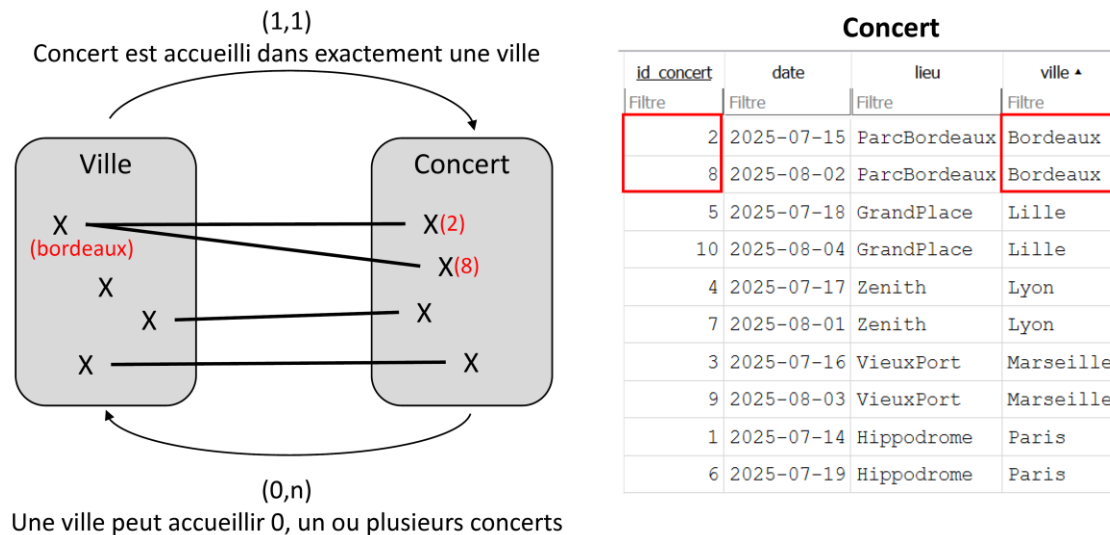 (1,1)
Concert est accueilli dans exactement une ville
Ville
Concert
X
(bordeaux)
X(2)
X(8)
X
X
X
X
X
(0,n)
Une ville peut accueillir 0, un ou plusieurs concerts
Concert
id_concert date lieu ville
Filtre Filtre Filtre Filtre
2 2025-07-15 ParcBordeaux Bordeaux
8 2025-08-02 ParcBordeaux Bordeaux
5 2025-07-18 GrandPlace Lille
10 2025-08-04 GrandPlace Lille
4 2025-07-17 Zenith Lyon
7 2025-08-01 Zenith Lyon
3 2025-07-16 VieuxPort Marseille
9 2025-08-03 VieuxPort Marseille
1 2025-07-14 Hippodrome Paris
6 2025-07-19 Hippodrome Paris